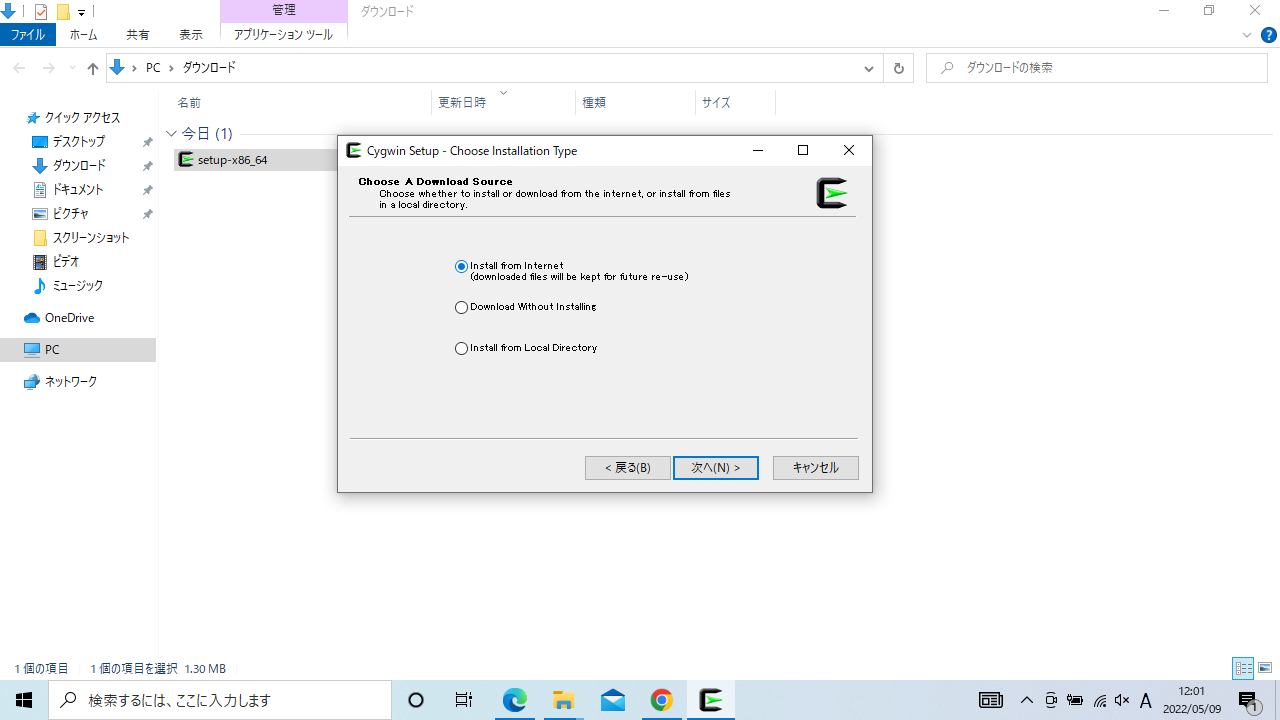 管理
ダウンロード
ファイル
ホーム
共有
表示
アプリケーション ツール
PC
ダウンロード
ダウンロードの検索
名前
更新日時
種類
サイズ
クイック アクセス
デスクトップ
ダウンロード
ドキュメント
ピクチャ
スクリーンショット
ビデオ
ミュージック
OneDrive
PC
ネットワーク
今日 (1)
setup-x86_64
Cygwin Setup - Choose Installation Type
Choose A Download Source
Choose whether to install or download from the internet, or install from files
in a local directory.
Install from Internet
(downloaded files will be kept for future re-use)
Download Without Installing
Install from Local Directory
< 戻る(B)
次へ(N) >
キャンセル
1 個の項目
1 個の項目を選択 1.30 MB
検索するには、ここに入力します
A
12:01
2022/05/09
1